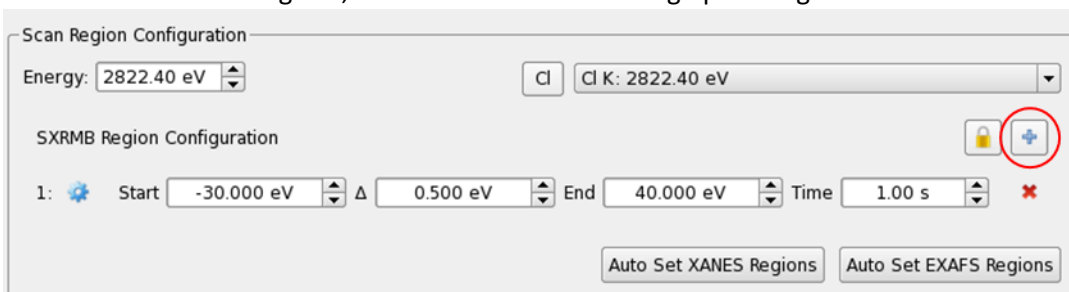 Scan Region Configuration
Energy: 2822.40 eV Cl Cl K: 2822.40 eV
SXRMB Region Configuration
1: Start -30.000 eV Δ 0.500 eV End 40.000 eV Time 1.00 s
Auto Set XANES Regions Auto Set EXAFS Regions